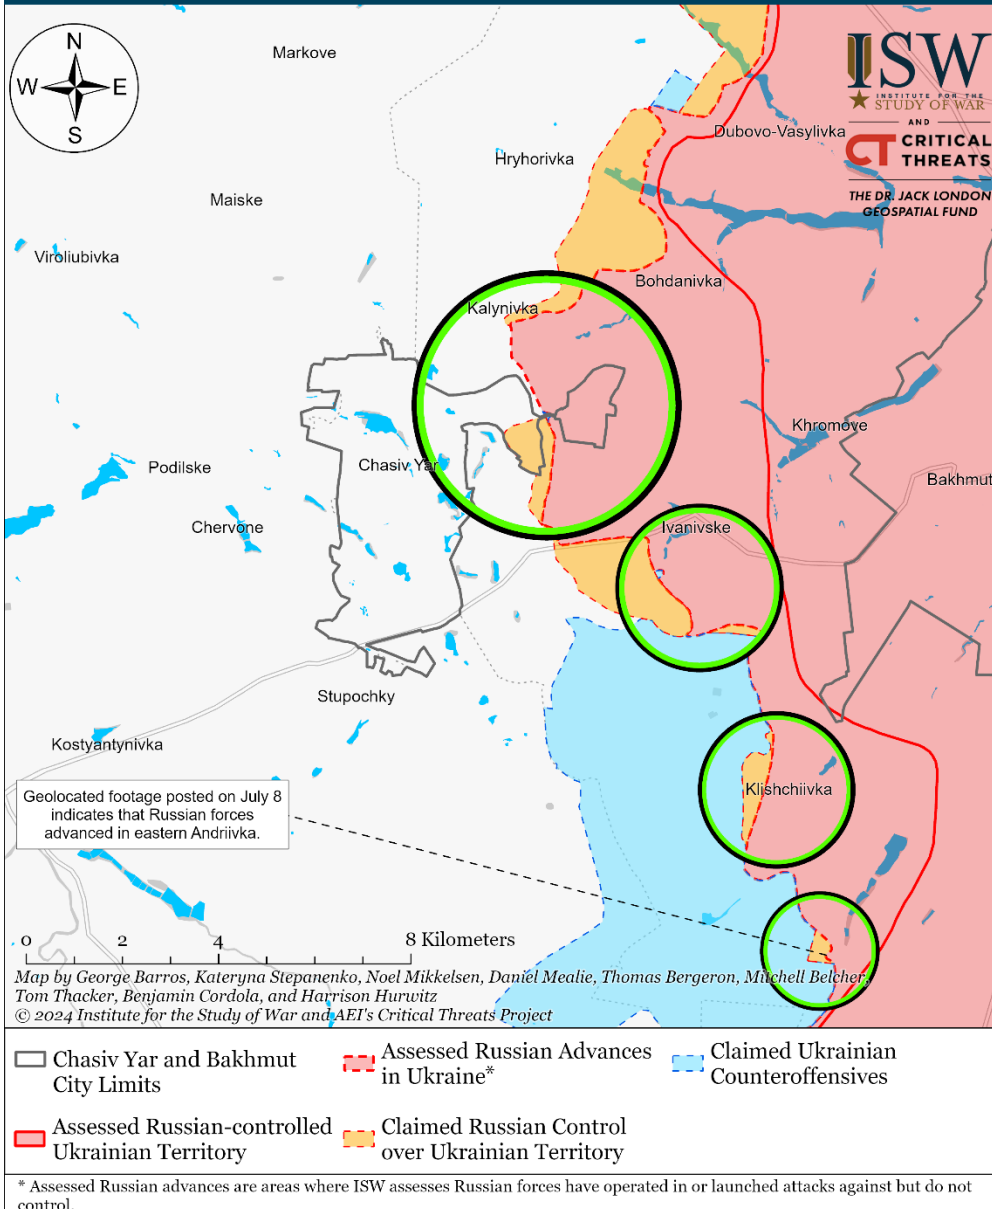 N
W
E
S
ISW
INSTITUTE FOR THE
STUDY OF WAR
AND
CT CRITICAL
THREATS
THE DR. JACK LONDON
GEOSPATIAL FUND
Markove
Dubovo-Vasylivka
Hryhorivka
Maiske
Viroliubivka
Bohdanivka
Kalynivka
Khromove
Podilske
Chasiv Yar
Bakhmut
Chervone
Ivanivske
Stupochky
Kostyantynivka
Klishchiivka
Geolocated footage posted on July 8
indicates that Russian forces
advanced in eastern Andriivka.
0 2 4 8 Kilometers
Map by George Barros, Kateryna Stepanenko, Noel Mikkelsen, Daniel Mealie, Thomas Bergeron, Mitchell Belcher,
Tom Thacker, Benjamin Cordola, and Harrison Hurwitz
© 2024 Institute for the Study of War and AEI's Critical Threats Project
Chasiv Yar and Bakhmut
City Limits
Assessed Russian Advances
in Ukraine*
Claimed Ukrainian
Counteroffensives
Assessed Russian-controlled
Ukrainian Territory
Claimed Russian Control
over Ukrainian Territory
* Assessed Russian advances are areas where ISW assesses Russian forces have operated in or launched attacks against but do not
control.